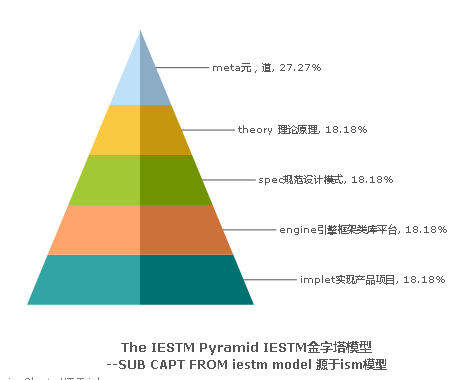 meta元，道, 27.27%
theory 理论原理, 18.18%
spec规范设计模式, 18.18%
engine引擎框架类库平台, 18.18%
implet实现产品项目, 18.18%
The IESTM Pyramid IESTM金字塔模型
--SUB CAPT FROM iestm model 源于ism模型